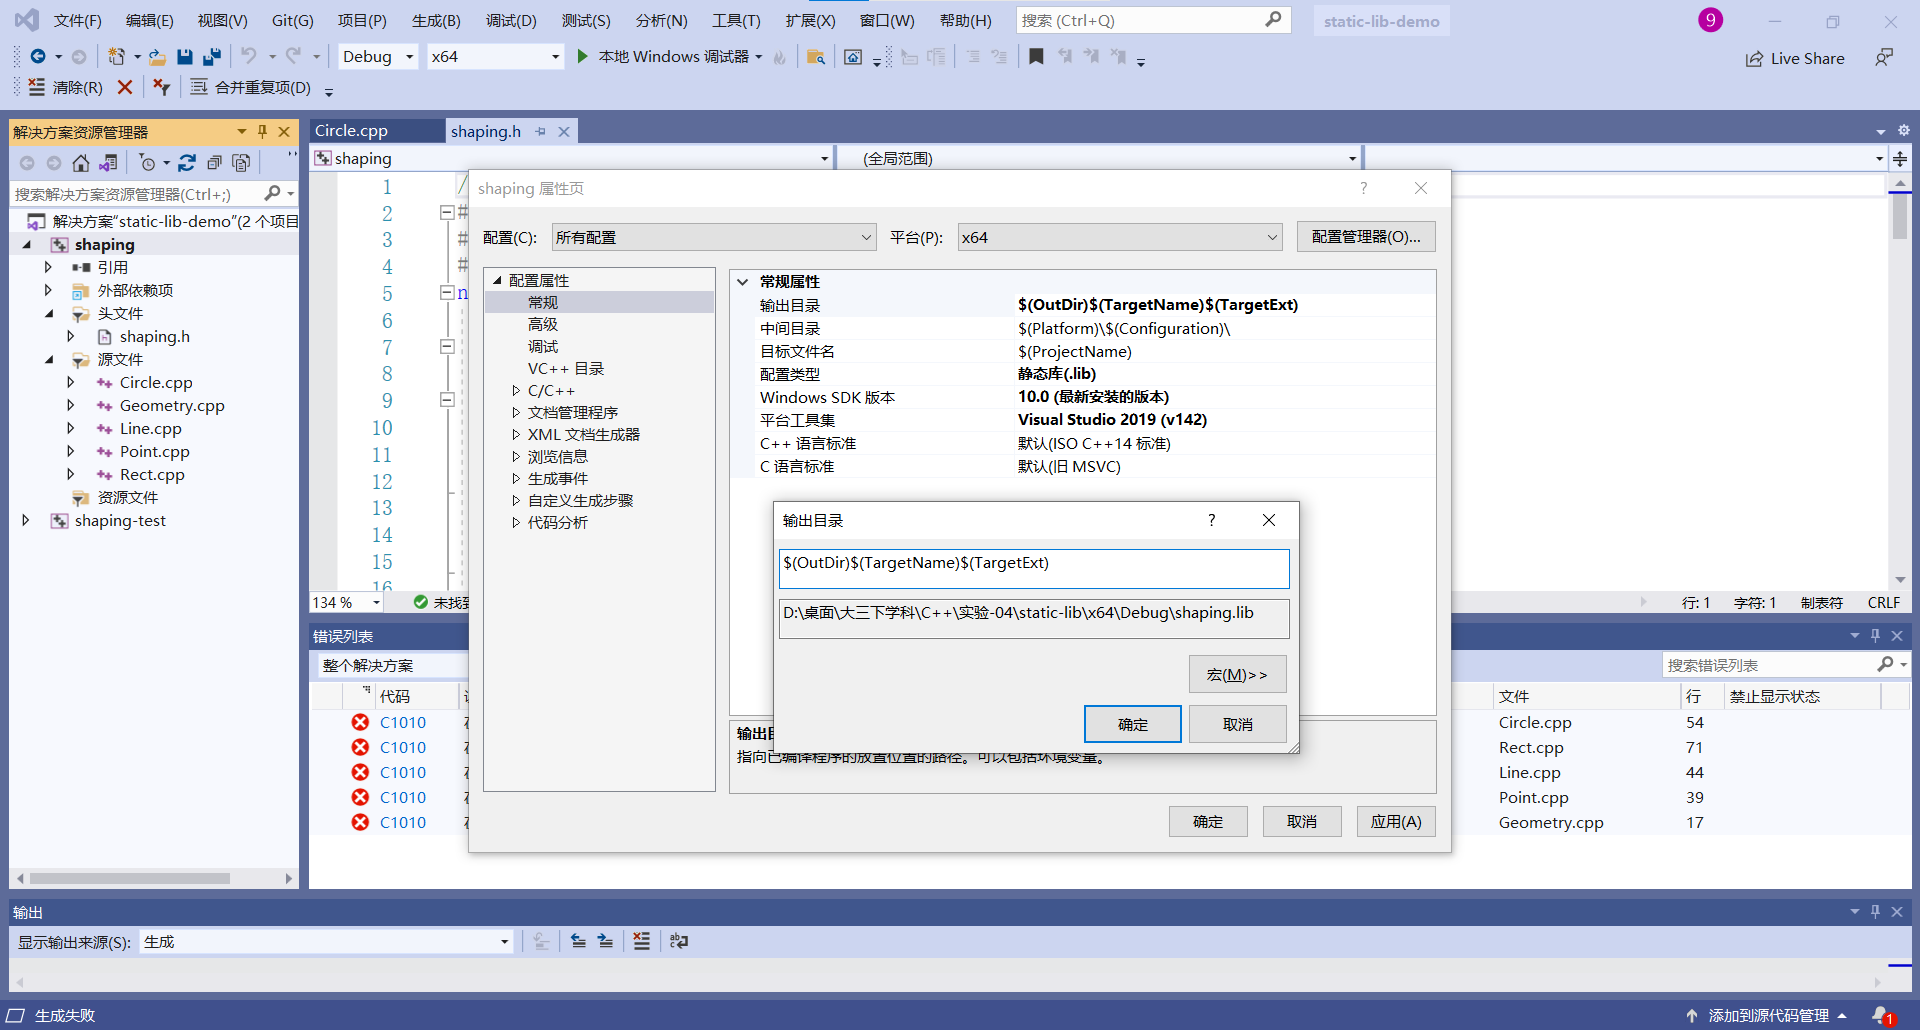 文件(F) 编辑(E) 视图(V) Git(G) 项目(P) 生成(B) 调试(D) 测试(S) 分析(N) 工具(T) 扩展(X) 窗口(W) 帮助(H) 搜索 (Ctrl+Q) static-lib-demo 9
Debug x64 本地 Windows 调试器 Live Share
清除(R) 合并重复项(D)
解决方案资源管理器
搜索解决方案资源管理器(Ctrl+;)
解决方案"static-lib-demo"(2 个项目
shaping
引用
外部依赖项
头文件
shaping.h
源文件
Circle.cpp
Geometry.cpp
Line.cpp
Point.cpp
Rect.cpp
资源文件
shaping-test
Circle.cpp shaping.h
shaping (全局范围)
1 /
2 #
3 #
4 #
5 n
6
7
8
9
10
11
12
13
14
15
16
134 % 未找到
行: 1 字符: 1 制表符 CRLF
shaping 属性页 ?
配置(C): 所有配置 平台(P): x64 配置管理器(O)...
配置属性
常规
高级
调试
VC++ 目录
C/C++
文档管理程序
XML 文档生成器
浏览信息
生成事件
自定义生成步骤
代码分析
常规属性
输出目录 $(OutDir)$(TargetName)$(TargetExt)
中间目录 $(Platform)\$(Configuration)\
目标文件名 $(ProjectName)
配置类型 静态库(.lib)
Windows SDK 版本 10.0 (最新安装的版本)
平台工具集 Visual Studio 2019 (v142)
C++ 语言标准 默认(ISO C++14 标准)
C 语言标准 默认(旧 MSVC)
输出目录 ?
$(OutDir)$(TargetName)$(TargetExt)
D:\桌面\大三下学科\C++\实验-04\static-lib\x64\Debug\shaping.lib
宏(M)>>
确定 取消
输出
指向已编译程序的放置位置的路径。可以包括环境变量。
确定 取消 应用(A)
错误列表
整个解决方案 搜索错误列表
代码 文件 行 禁止显示状态
C1010 Circle.cpp 54
C1010 Rect.cpp 71
C1010 Line.cpp 44
C1010 Point.cpp 39
C1010 Geometry.cpp 17
输出
显示输出来源(S): 生成
生成失败 添加到源代码管理 1